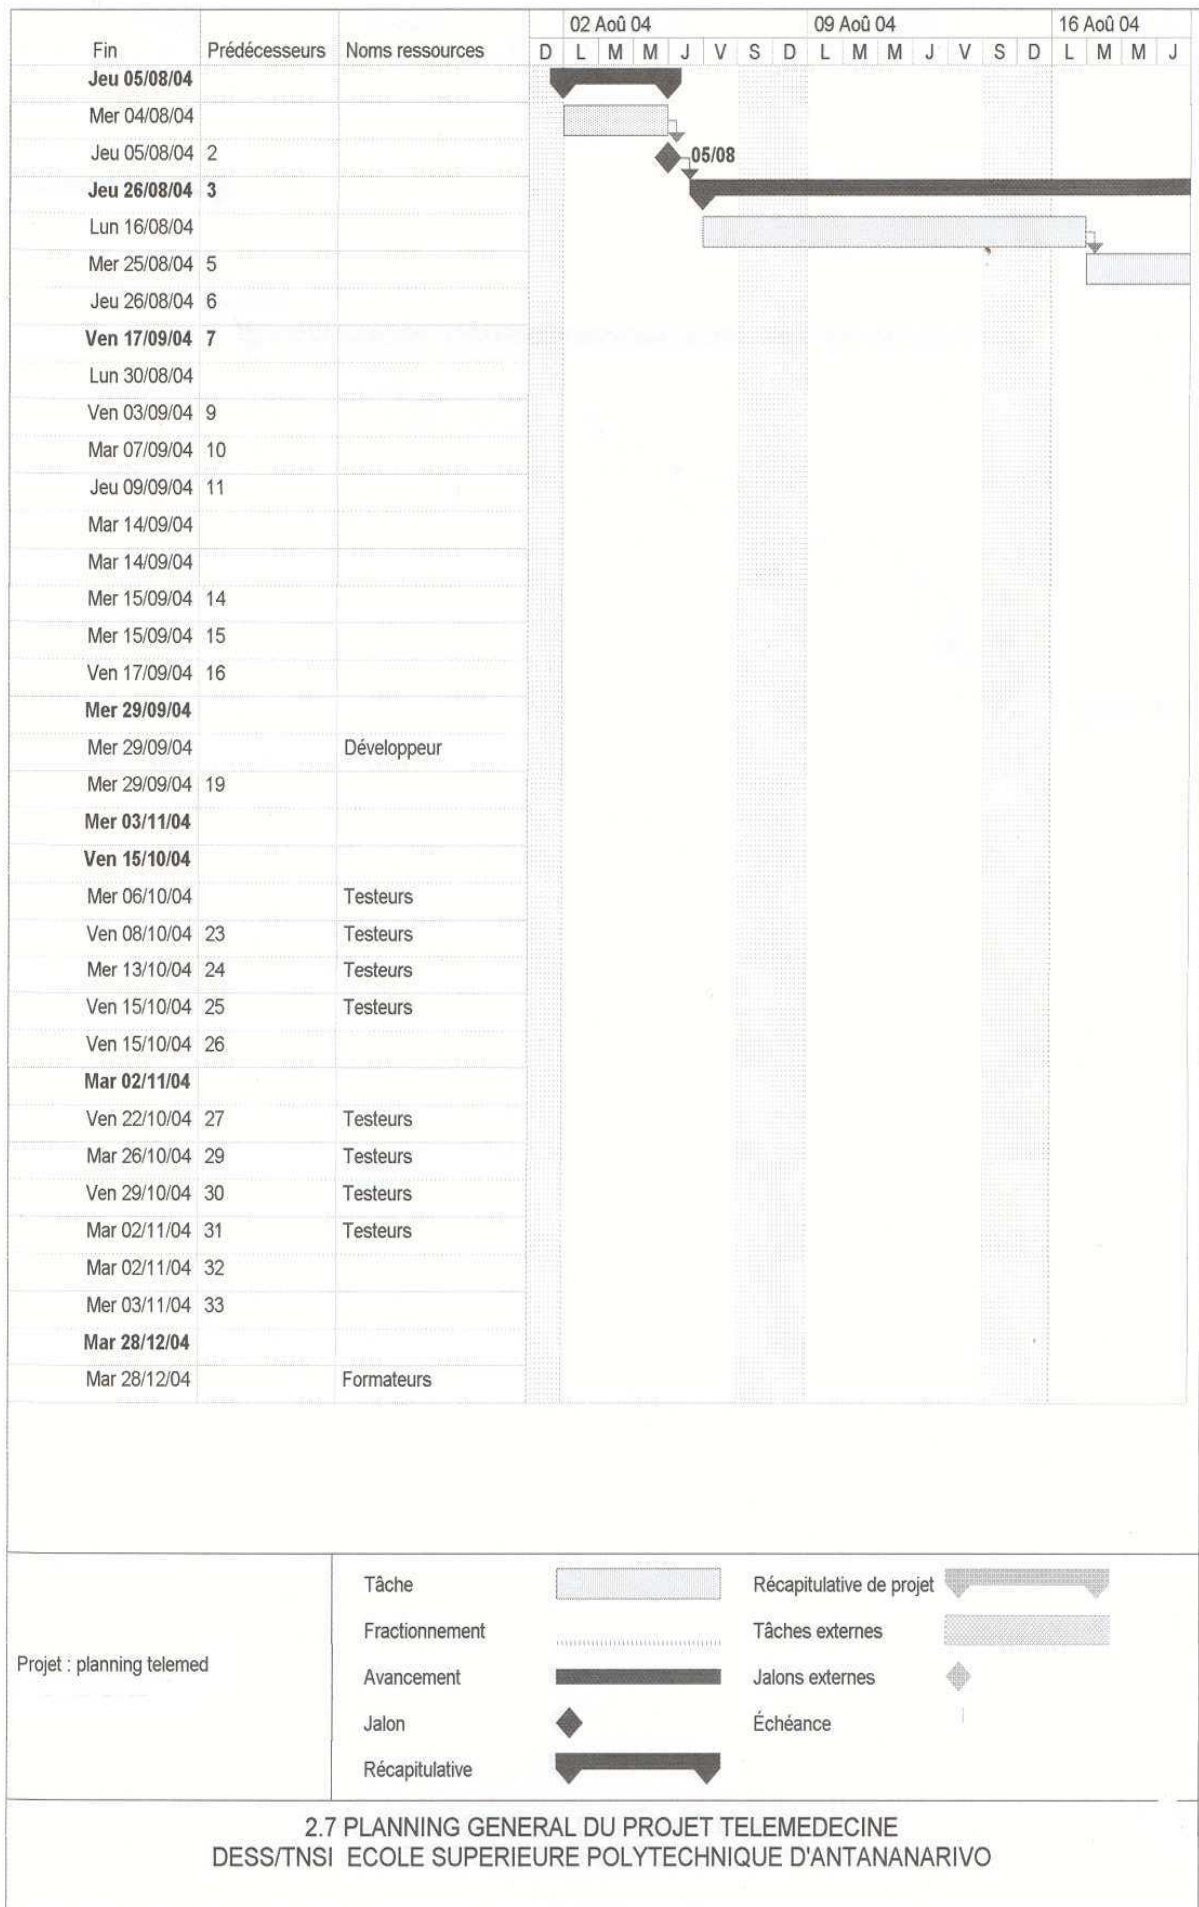 02 Aoû 04 09 Aoû 04 16 Aoû 04
Fin Prédécesseurs Noms ressources D L M M J V S D L M M J V S D L M M J
Jeu 05/08/04
Mer 04/08/04
Jeu 05/08/04 2 05/08
Jeu 26/08/04 3
Lun 16/08/04
Mer 25/08/04 5
Jeu 26/08/04 6
Ven 17/09/04 7
Lun 30/08/04
Ven 03/09/04 9
Mar 07/09/04 10
Jeu 09/09/04 11
Mar 14/09/04
Mar 14/09/04
Mer 15/09/04 14
Mer 15/09/04 15
Ven 17/09/04 16
Mer 29/09/04
Mer 29/09/04 Développeur
Mer 29/09/04 19
Mer 03/11/04
Ven 15/10/04
Mer 06/10/04 Testeurs
Ven 08/10/04 23 Testeurs
Mer 13/10/04 24 Testeurs
Ven 15/10/04 25 Testeurs
Ven 15/10/04 26
Mar 02/11/04
Ven 22/10/04 27 Testeurs
Mar 26/10/04 29 Testeurs
Ven 29/10/04 30 Testeurs
Mar 02/11/04 31 Testeurs
Mar 02/11/04 32
Mer 03/11/04 33
Mar 28/12/04
Mar 28/12/04 Formateurs
Projet : planning telemed
Tâche
Fractionnement
Avancement
Jalon
Récapitulative
Récapitulative de projet
Tâches externes
Jalons externes
Échéance
2.7 PLANNING GENERAL DU PROJET TELEMEDECINE
DESS/TNSI ECOLE SUPERIEURE POLYTECHNIQUE D'ANTANANARIVO